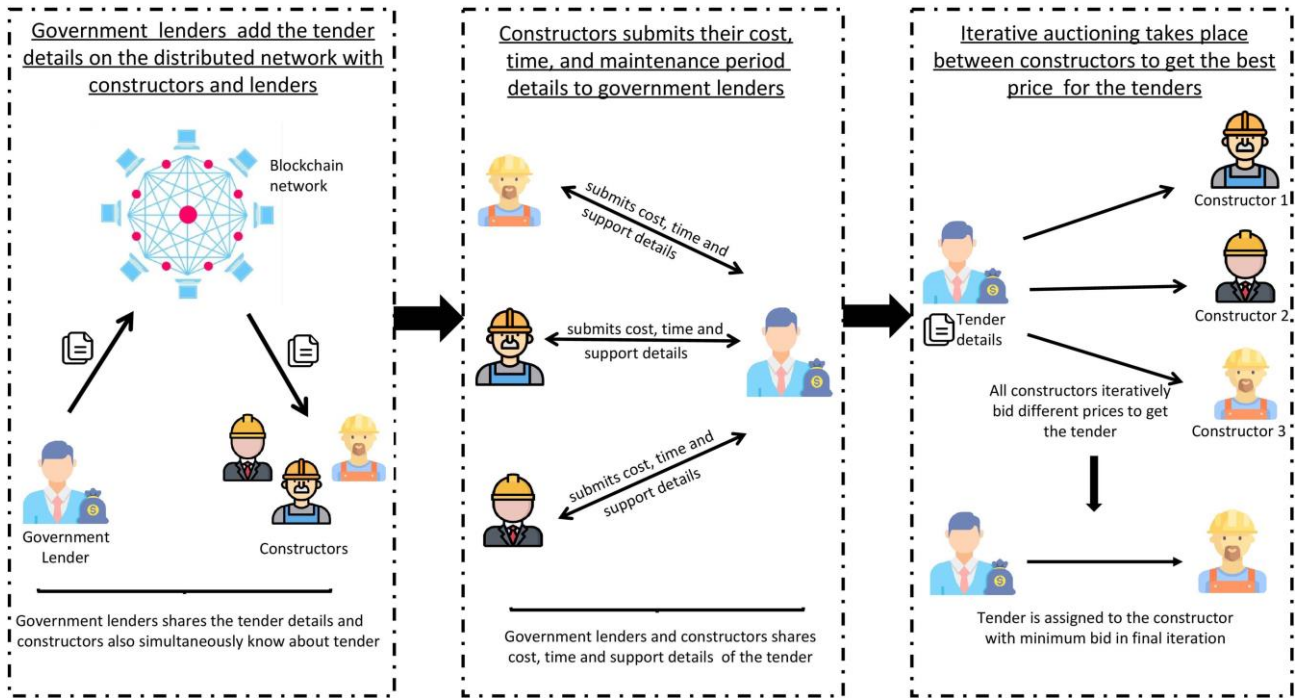 Government lenders add the tender
details on the distributed network with
constructors and lenders
Blockchain
network
Government
Lender
Constructors
Government lenders shares the tender details and
constructors also simultaneously know about tender
Constructors submits their cost,
time, and maintenance period
details to government lenders
submits cost, time and
support details
submits cost, time and
support details
submits cost, time and
support details
Government lenders and constructors shares
cost, time and support details of the tender
Iterative auctioning takes place
between constructors to get the best
price for the tenders
Constructor 1
Constructor 2
Tender
details
Constructor 3
All constructors iteratively
bid different prices to get
the tender
Tender is assigned to the constructor
with minimum bid in final iteration